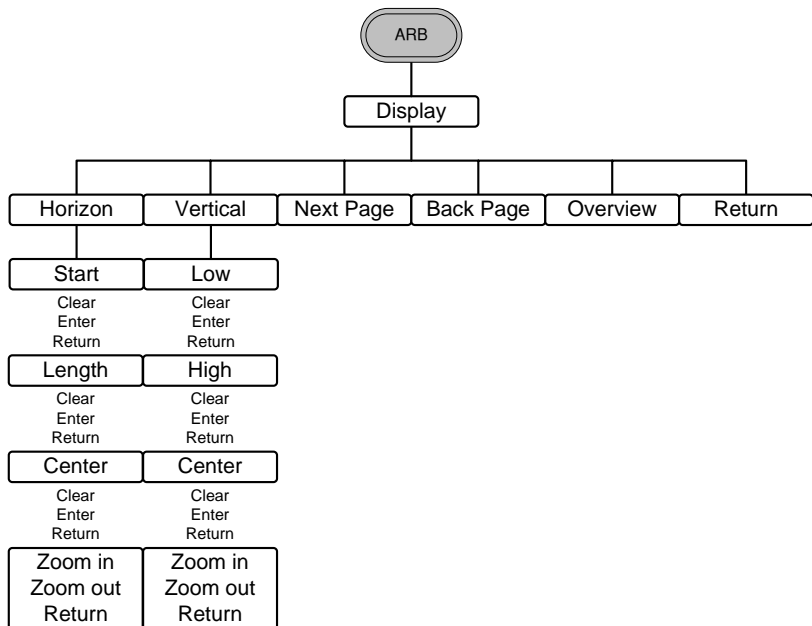 ARB
Display
Horizon Vertical Next Page Back Page Overview Return
Start Low
Clear Clear
Enter Enter
Return Return
Length High
Clear Clear
Enter Enter
Return Return
Center Center
Clear Clear
Enter Enter
Return Return
Zoom in Zoom in
Zoom out Zoom out
Return Return